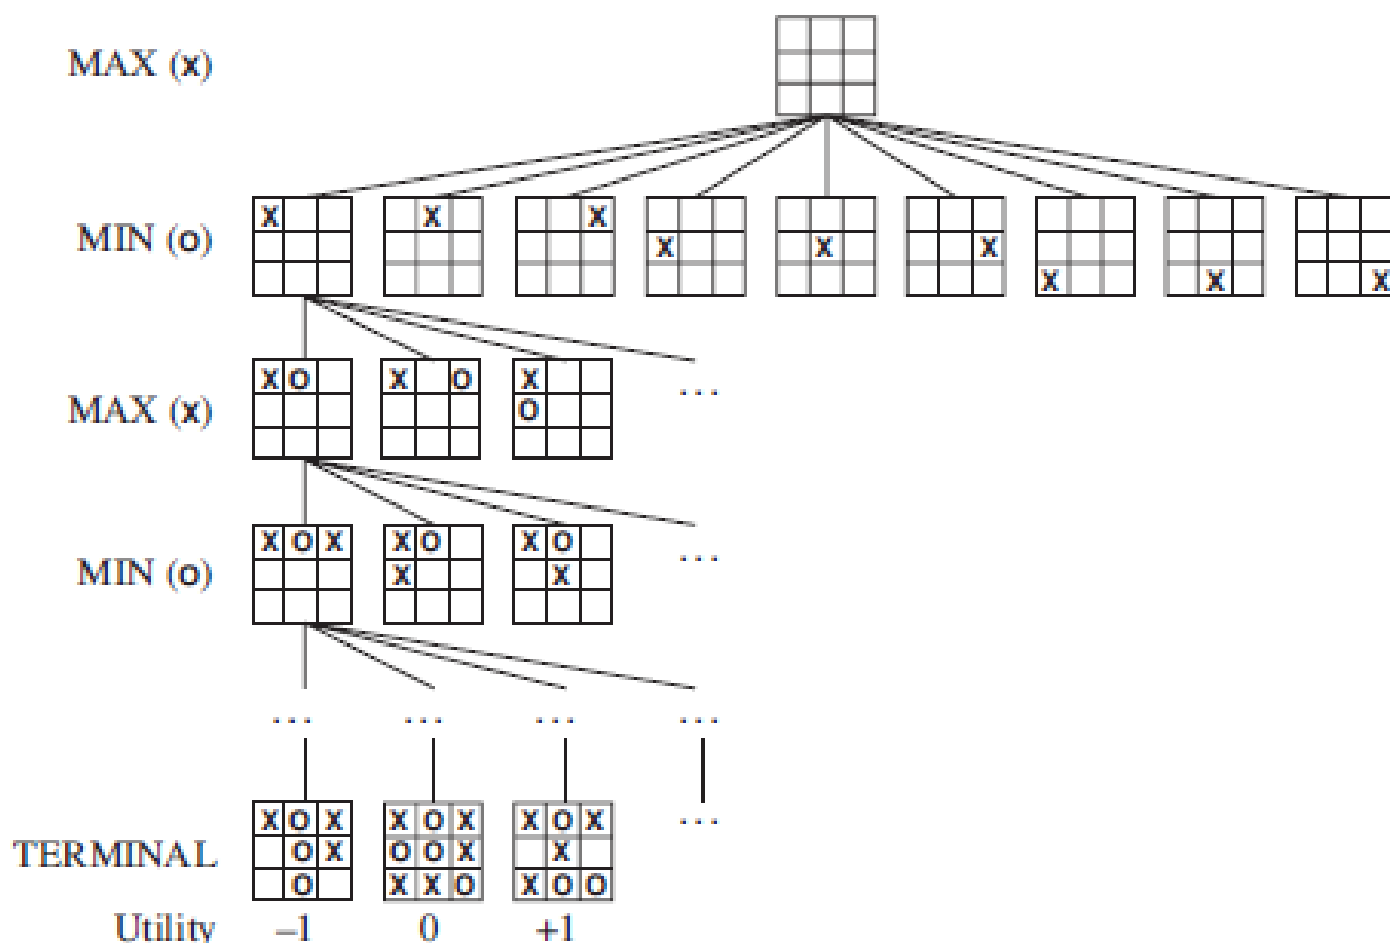 MAX (X)
MIN (O)
X X X X X X X X X
MAX (X)
X O X O X
O
...
MIN (O)
X O X X O X O
X X
...
... ... ... ...
TERMINAL
X O X X O X X O X
O X O O X X
O X X O X O O
...
Utility –1 0 +1